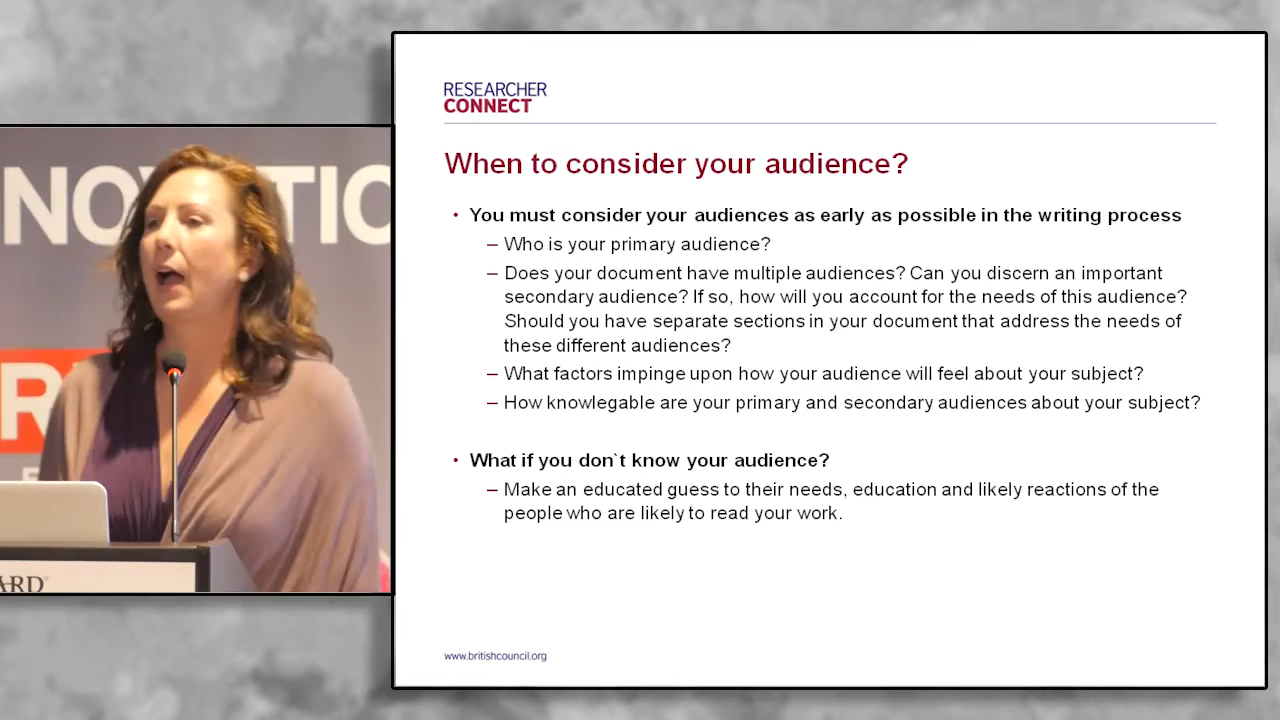 NOV TIO
R
ARD
RESEARCHER
CONNECT
When to consider your audience?
• You must consider your audiences as early as possible in the writing process
– Who is your primary audience?
– Does your document have multiple audiences? Can you discern an important
secondary audience? If so, how will you account for the needs of this audience?
Should you have separate sections in your document that address the needs of
these different audiences?
– What factors impinge upon how your audience will feel about your subject?
– How knowlegable are your primary and secondary audiences about your subject?
• What if you don`t know your audience?
– Make an educated guess to their needs, education and likely reactions of the
people who are likely to read your work.
www.britishcouncil.org